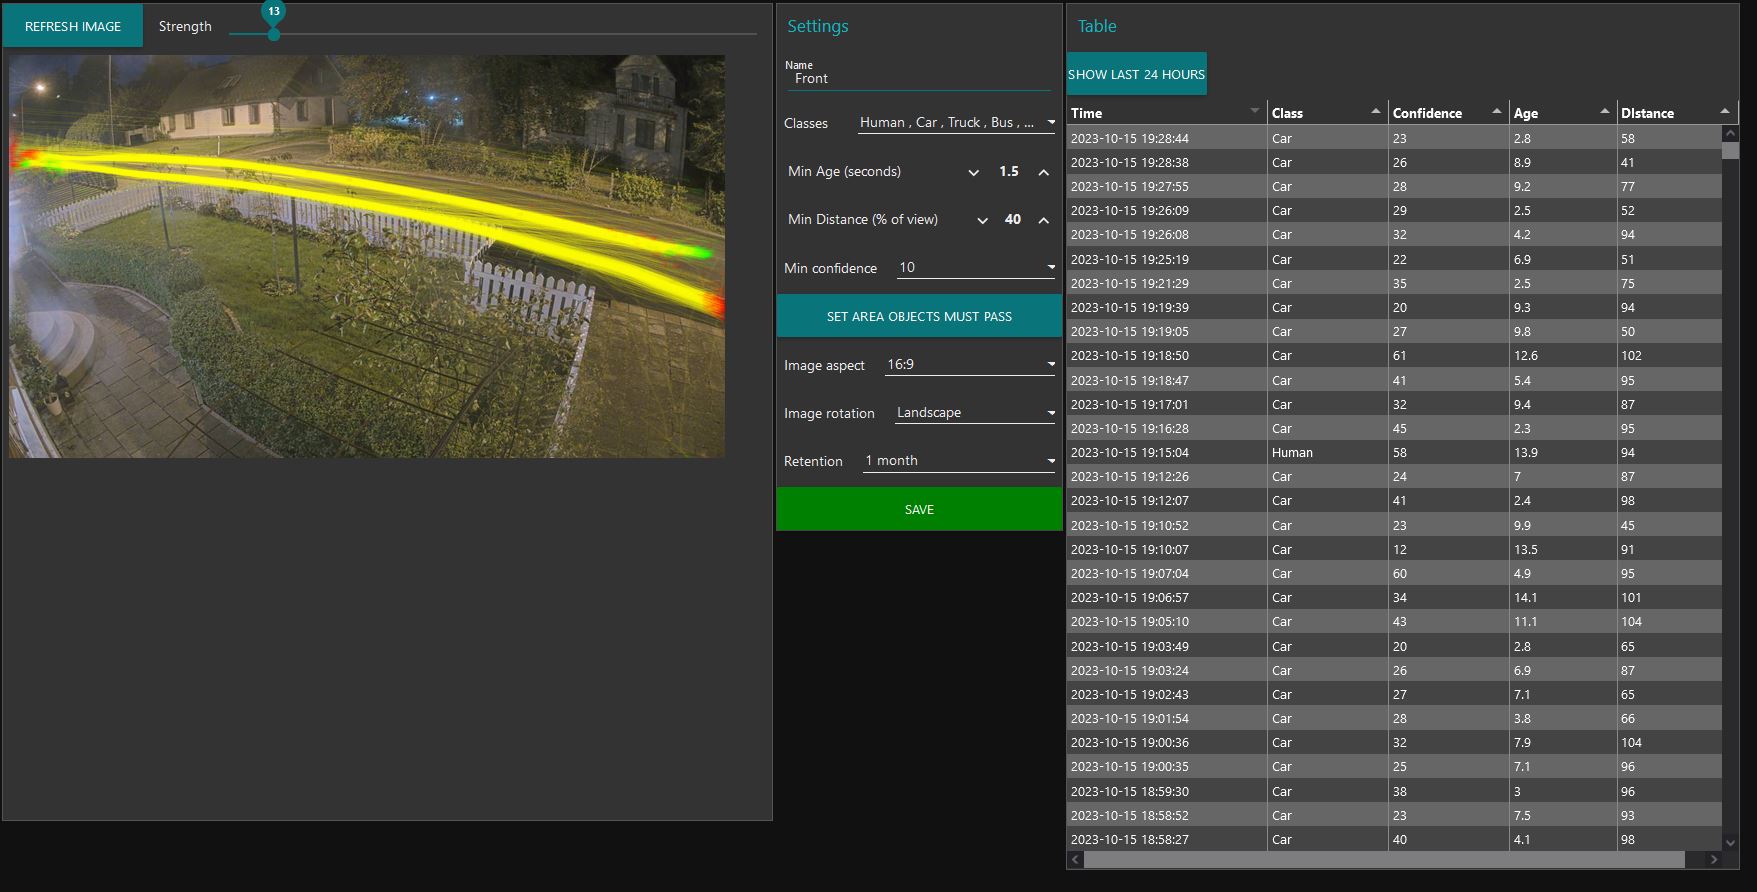 REFRESH IMAGE
Strength
13
Settings
Name
Front
Classes
Human , Car , Truck , Bus , ...
Min Age (seconds)
1.5
Min Distance (% of view)
40
Min confidence
10
SET AREA OBJECTS MUST PASS
Image aspect
16:9
Image rotation
Landscape
Retention
1 month
SAVE
Table
SHOW LAST 24 HOURS
Time Class Confidence Age DIstance
2023-10-15 19:28:44 Car 23 2.8 58
2023-10-15 19:28:38 Car 26 8.9 41
2023-10-15 19:27:55 Car 28 9.2 77
2023-10-15 19:26:09 Car 29 2.5 52
2023-10-15 19:26:08 Car 32 4.2 94
2023-10-15 19:25:19 Car 22 6.9 51
2023-10-15 19:21:29 Car 35 2.5 75
2023-10-15 19:19:39 Car 20 9.3 94
2023-10-15 19:19:05 Car 27 9.8 50
2023-10-15 19:18:50 Car 61 12.6 102
2023-10-15 19:18:47 Car 41 5.4 95
2023-10-15 19:17:01 Car 32 9.4 87
2023-10-15 19:16:28 Car 45 2.3 95
2023-10-15 19:15:04 Human 58 13.9 94
2023-10-15 19:12:26 Car 24 7 87
2023-10-15 19:12:07 Car 41 2.4 98
2023-10-15 19:10:52 Car 23 9.9 45
2023-10-15 19:10:07 Car 12 13.5 91
2023-10-15 19:07:04 Car 60 4.9 95
2023-10-15 19:06:57 Car 34 14.1 101
2023-10-15 19:05:10 Car 43 11.1 104
2023-10-15 19:03:49 Car 20 2.8 65
2023-10-15 19:03:24 Car 26 6.9 87
2023-10-15 19:02:43 Car 27 7.1 65
2023-10-15 19:01:54 Car 28 3.8 66
2023-10-15 19:00:36 Car 32 7.9 104
2023-10-15 19:00:35 Car 25 7.1 96
2023-10-15 18:59:30 Car 38 3 96
2023-10-15 18:58:52 Car 23 7.5 93
2023-10-15 18:58:27 Car 40 4.1 98